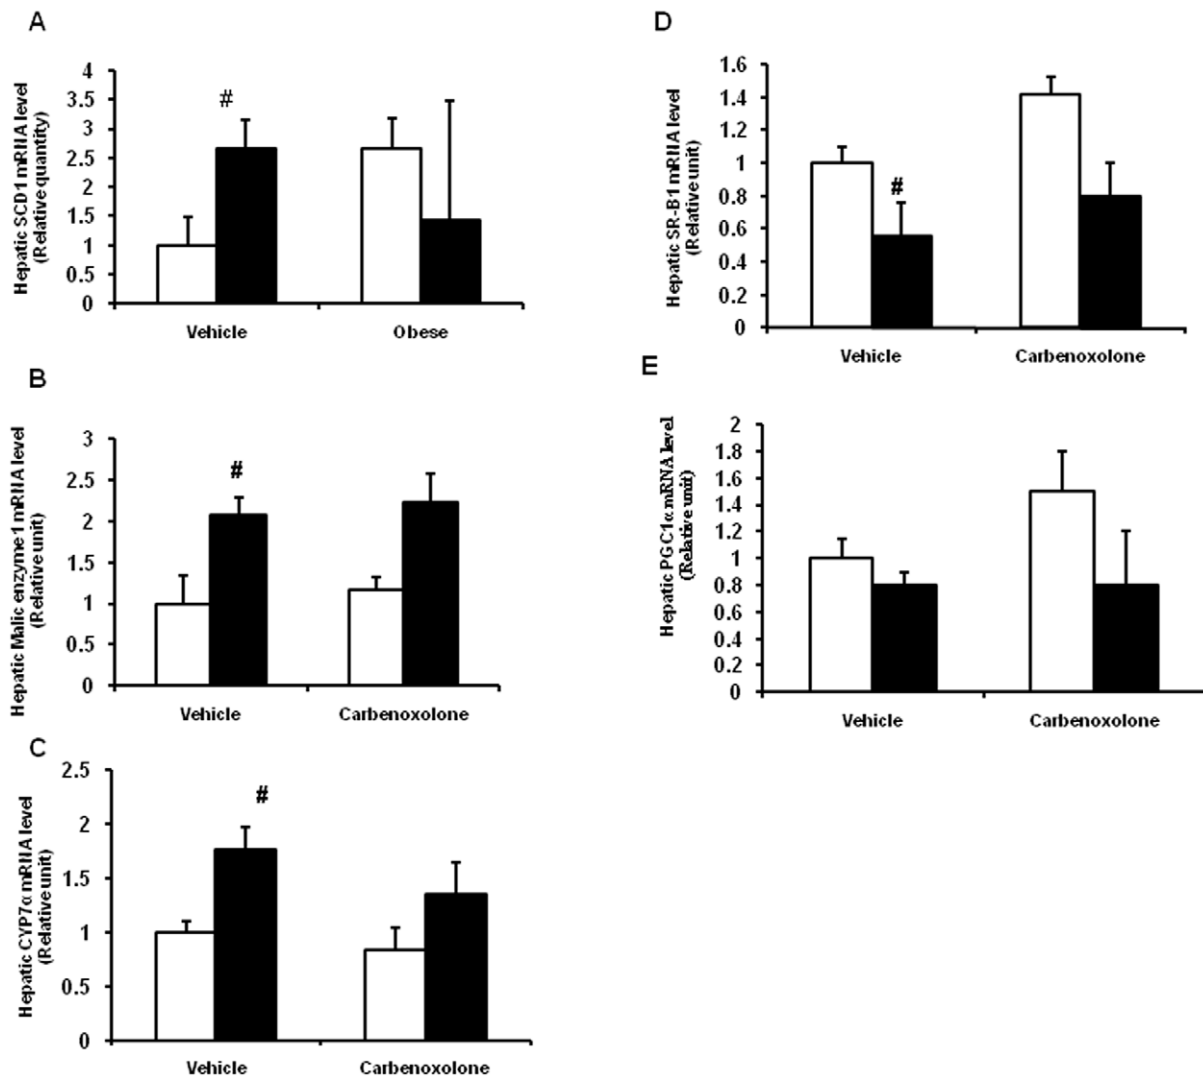 A
Hepatic SCD1 mRNA level
(Relative quantity)
4
3.5
3
2.5
2
1.5
1
0.5
0
#
Vehicle
Obese
B
Hepatic Malic enzyme 1 mRNA level
(Relative unit)
3
2.5
2
1.5
1
0.5
0
#
Vehicle
Carbenoxolone
C
Hepatic CYP7α mRNA level
(Relative unit)
2.5
2
1.5
1
0.5
0
#
Vehicle
Carbenoxolone
D
Hepatic SR-B1 mRNA level
(Relative unit)
1.6
1.4
1.2
1
0.8
0.6
0.4
0.2
0
#
Vehicle
Carbenoxolone
E
Hepatic PGC1α mRNA level
(Relative unit)
2
1.8
1.6
1.4
1.2
1
0.8
0.6
0.4
0.2
0
Vehicle
Carbenoxolone